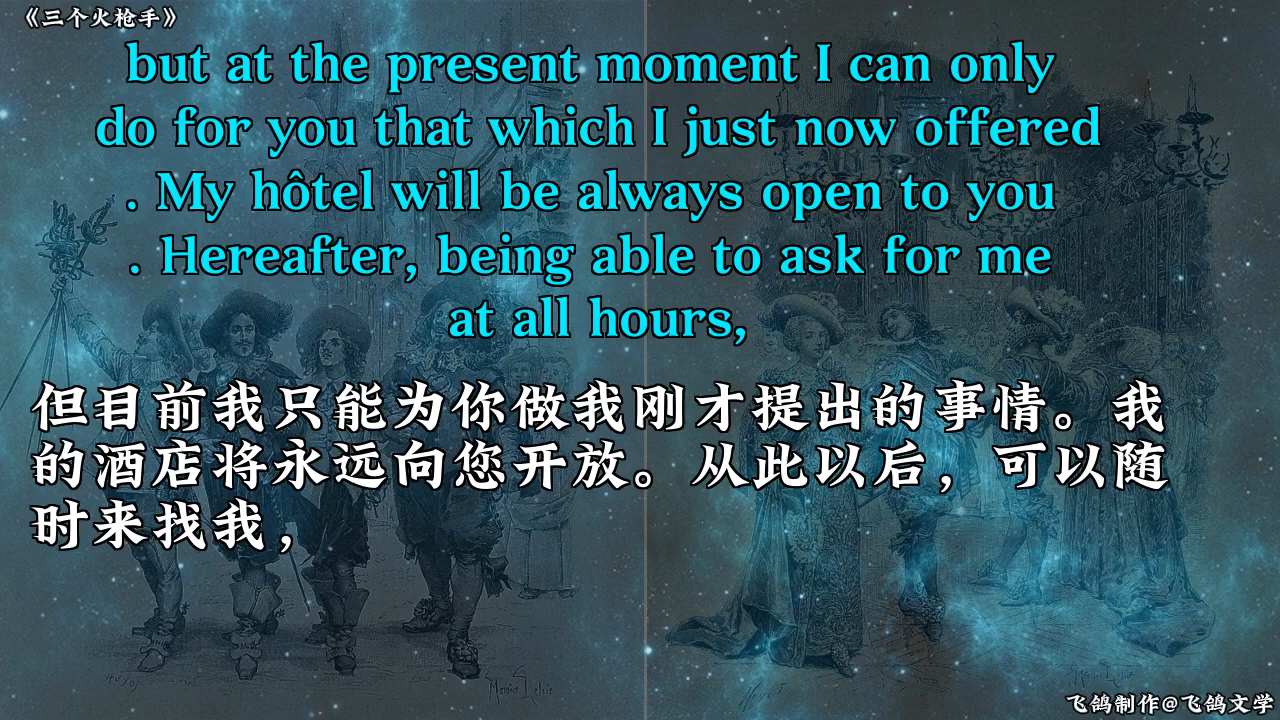 《三个火枪手》
but at the present moment I can only
do for you that which I just now offered
. My hôtel will be always open to you
. Hereafter, being able to ask for me
at all hours,
但目前我只能为你做我刚才提出的事情。我
的酒店将永远向您开放。从此以后，可以随
时来找我，
飞鸽制作@飞鸽文学